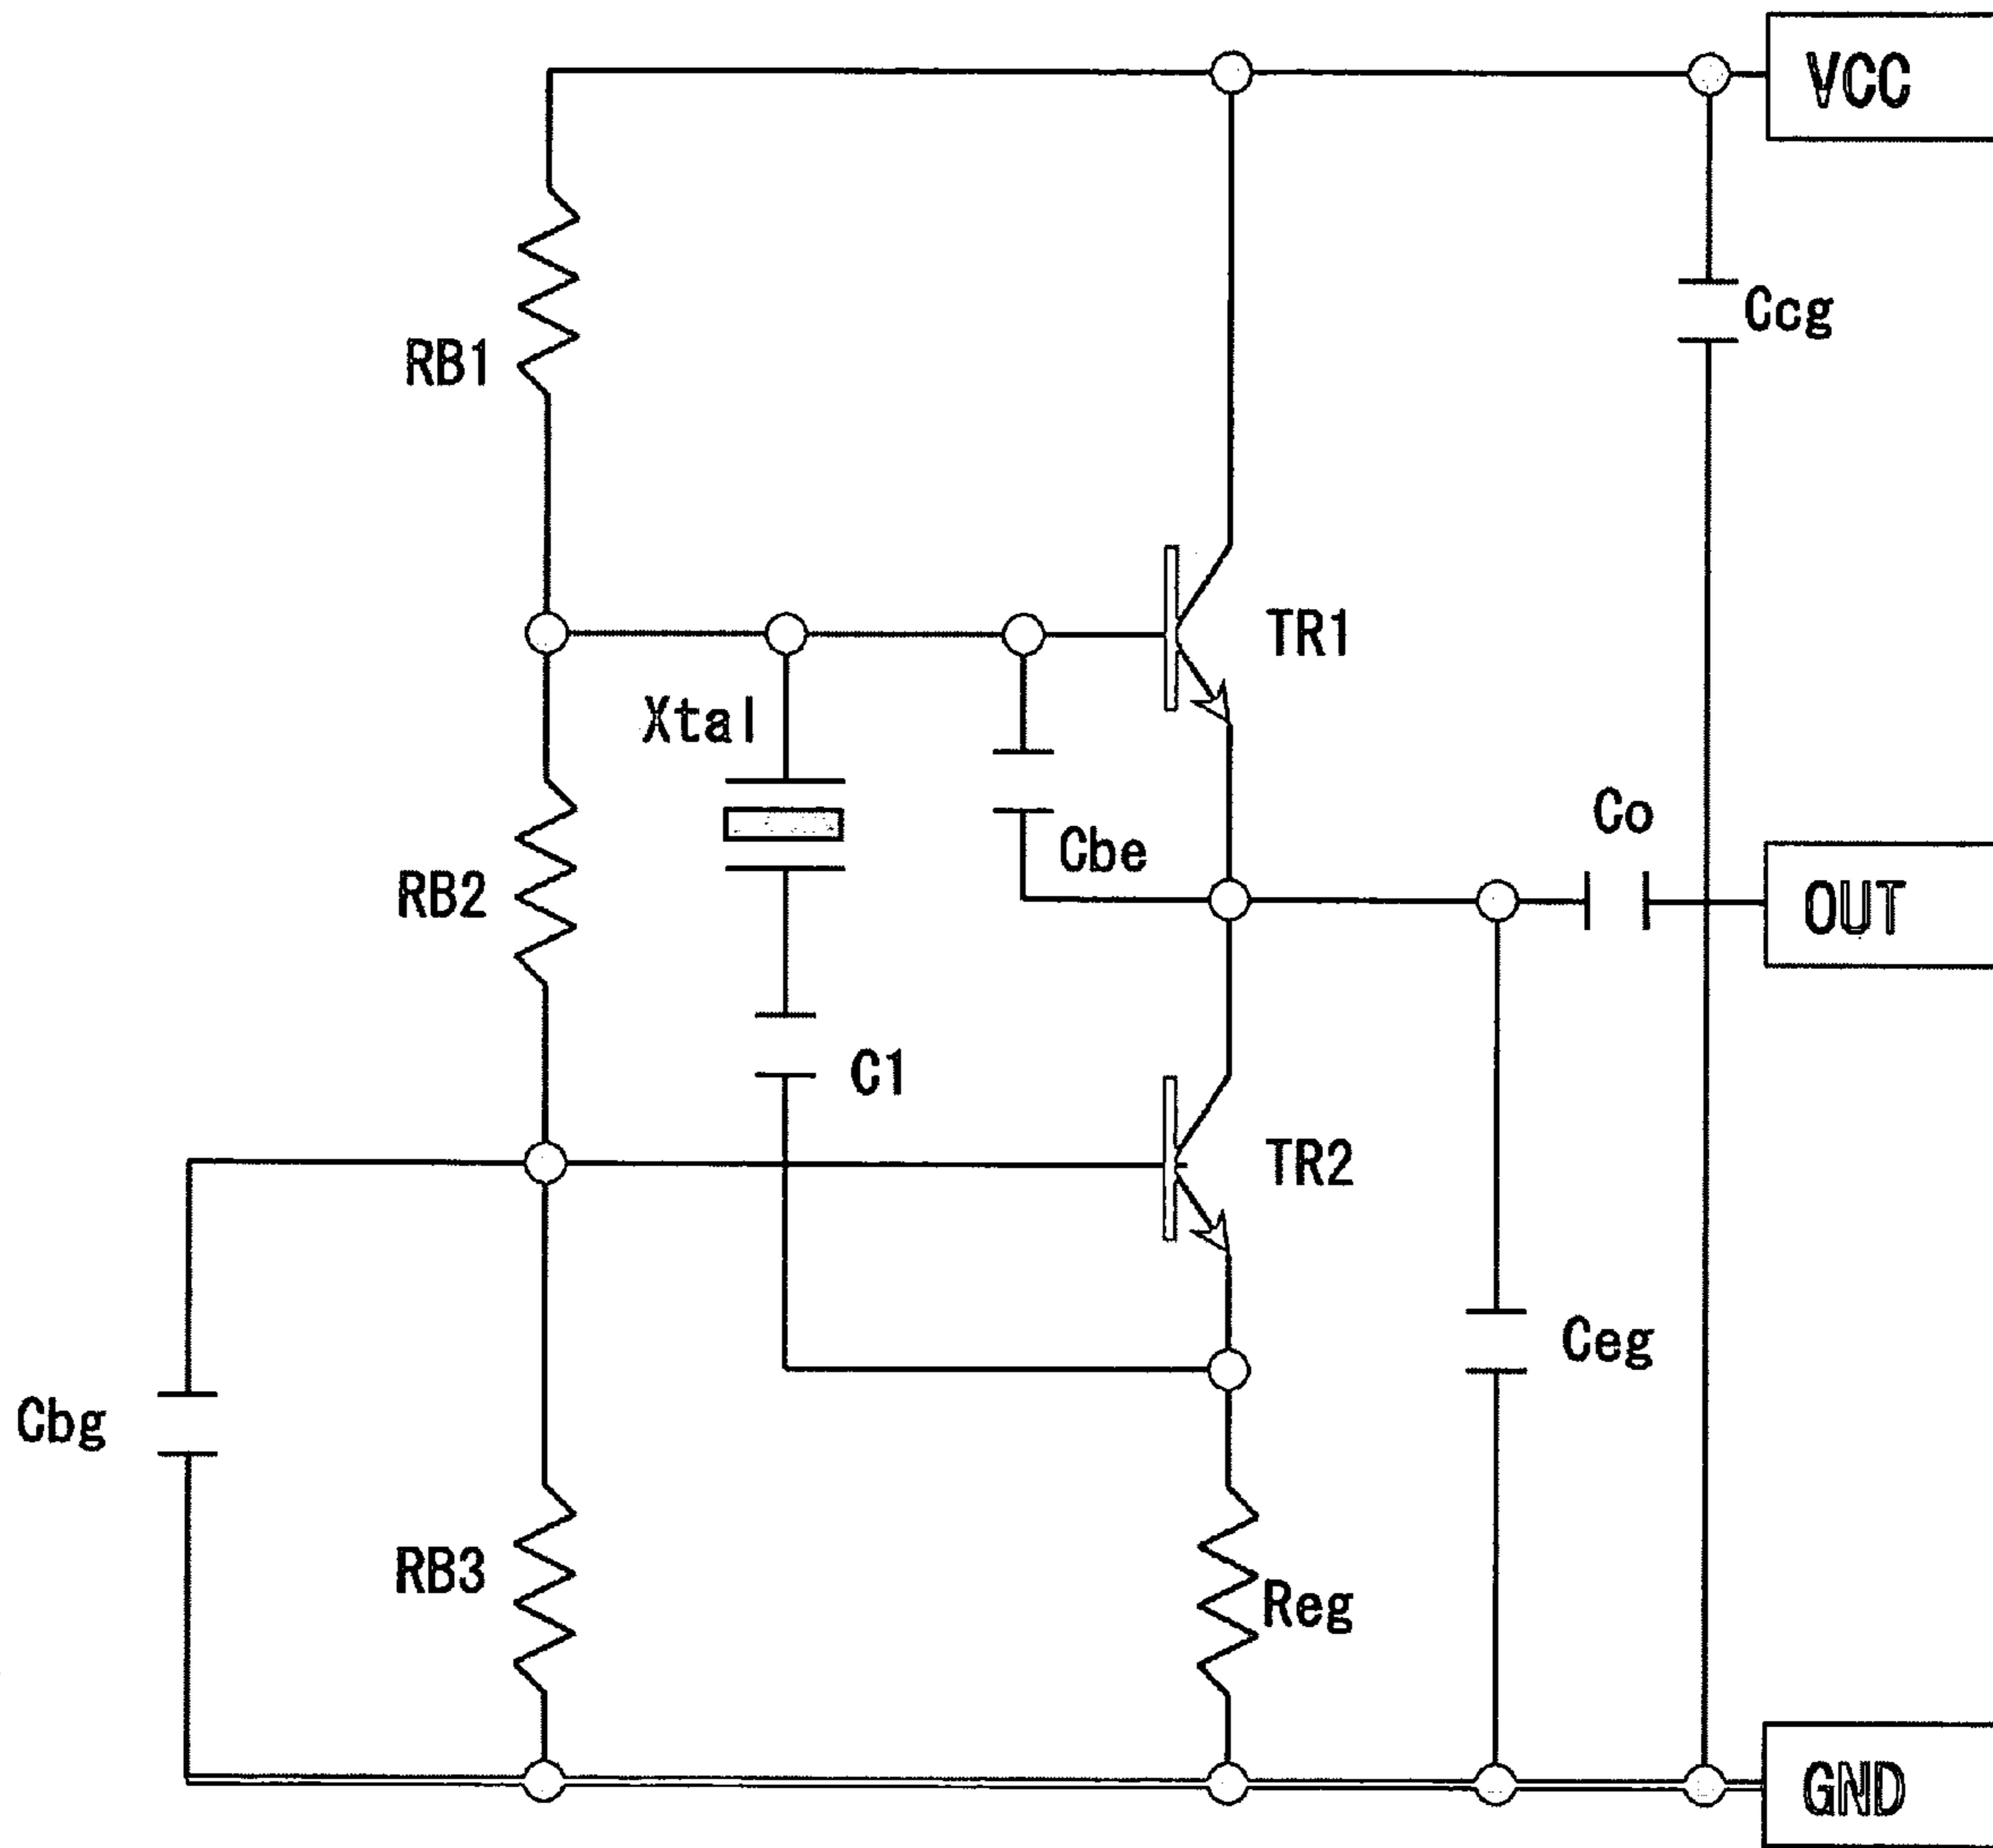 VCC
Ccg
RB1
TR1
Xtal
Co
Cbe
RB2
OUT
C1
TR2
Ceg
Cbg
RB3
Reg
GND